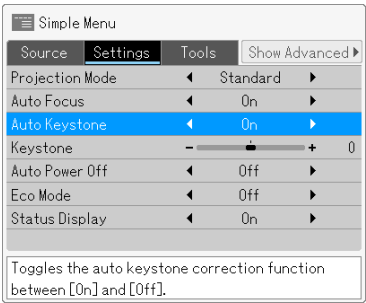 Simple Menu
Source Settings Tools Show Advanced
Projection Mode Standard
Auto Focus On
Auto Keystone On
Keystone - + 0
Auto Power Off Off
Eco Mode Off
Status Display On
Toggles the auto keystone correction function
between [On] and [Off].